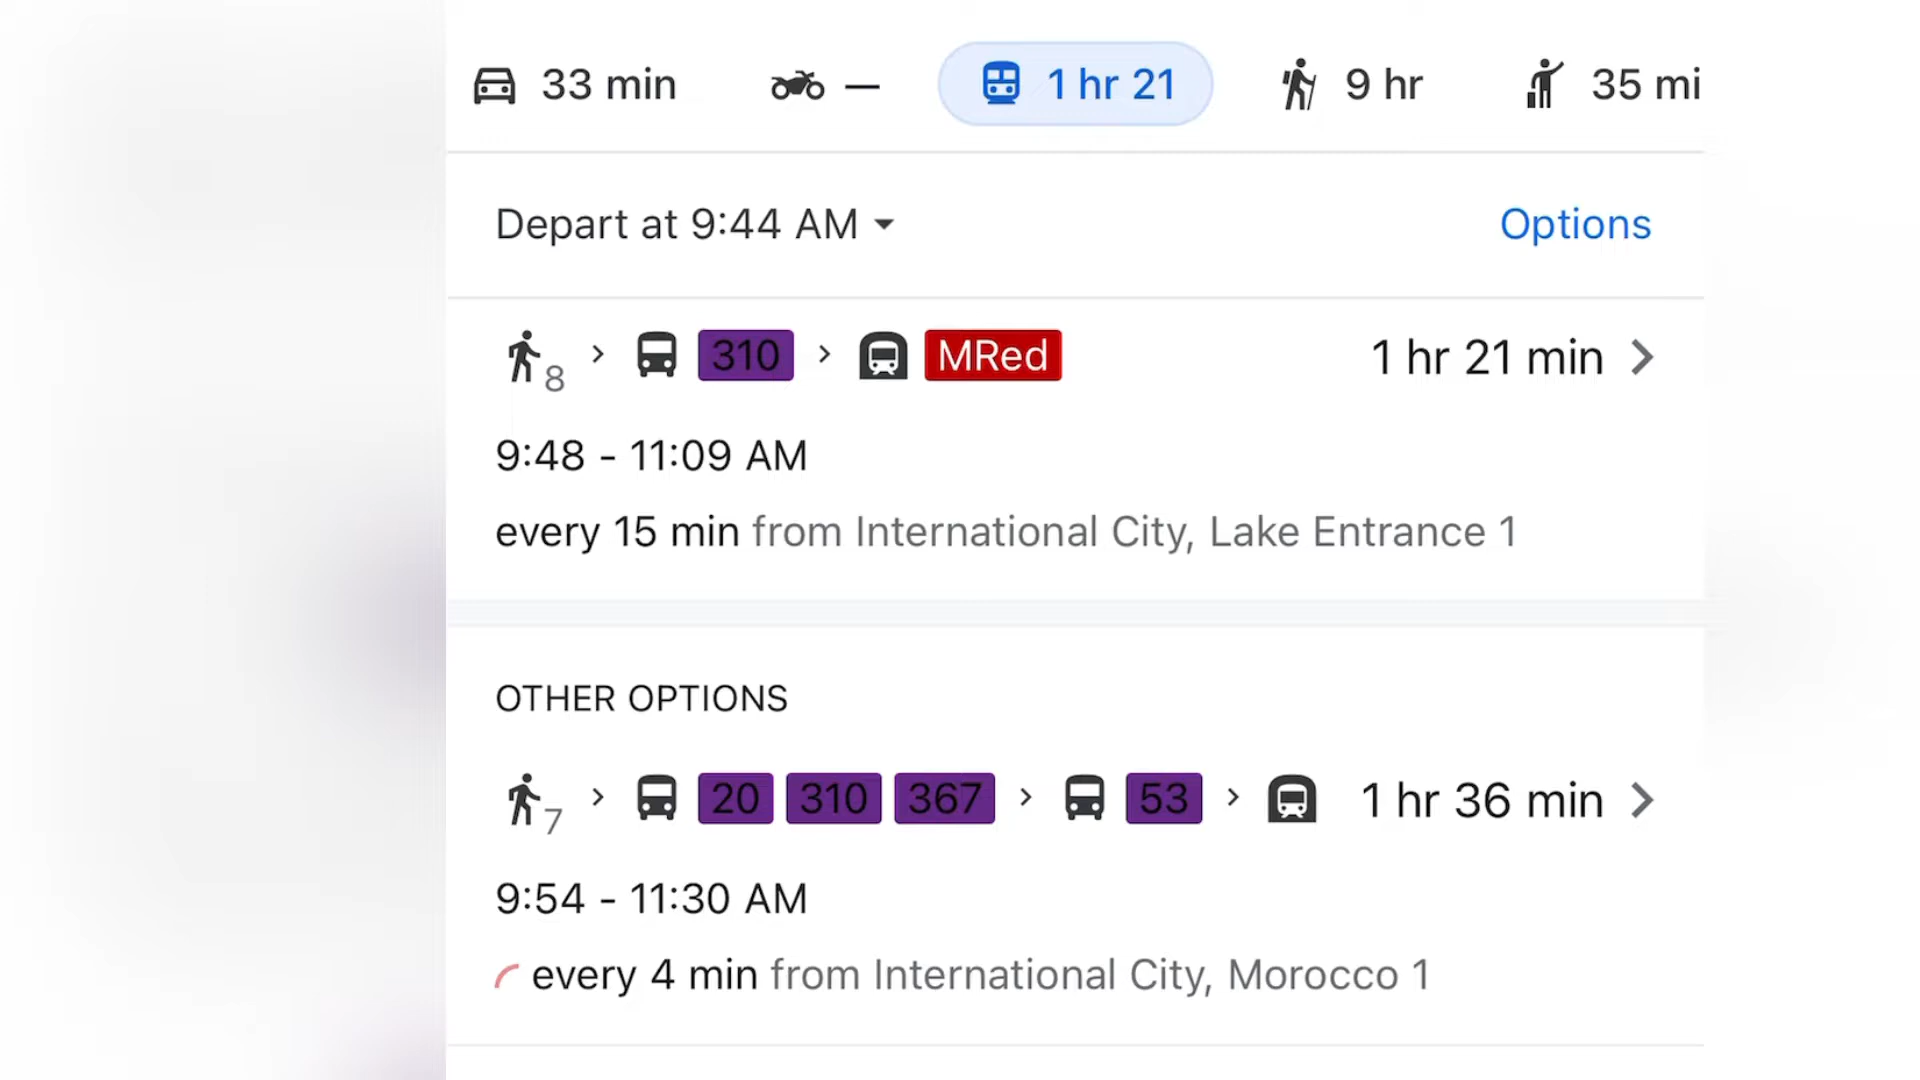 33 min — 1 hr 21 9 hr 35 mi
Depart at 9:44 AM Options
8 310 MRed 1 hr 21 min
9:48 - 11:09 AM
every 15 min from International City, Lake Entrance 1
OTHER OPTIONS
7 20 310 367 53 1 hr 36 min
9:54 - 11:30 AM
every 4 min from International City, Morocco 1